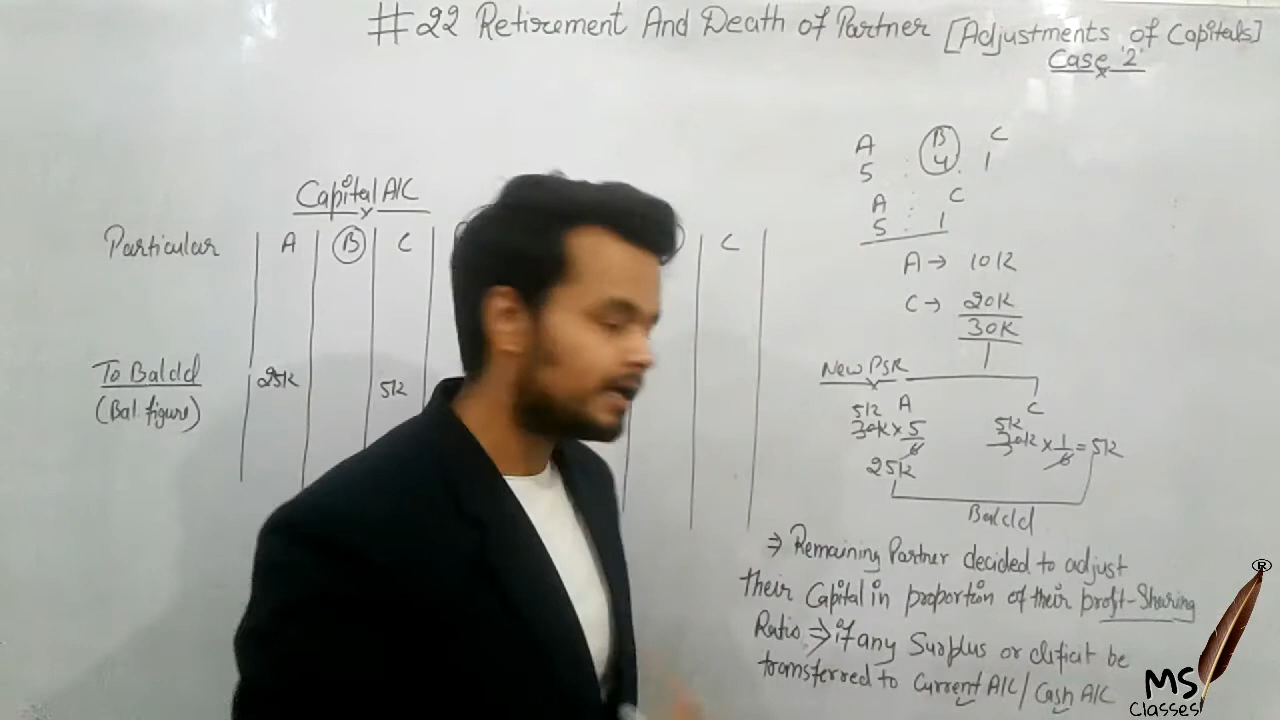 #22 Retirement And Death of Partner [Adjustments of Capitals]
Case '2'
Capital A/C
Particular A B C
C
To Bal c/d 25K 5K
(Bal. figure)
A : B : C
5 : 4 : 1
A : C
5 : 1
A → 10K
C → 20K
30K
New PSR
A C
5K 5K
30K × 5/6 30K × 1/6 = 5K
25K
Bal c/d
⇒ Remaining Partner decided to adjust
their Capital in proportion of their profit-Sharing
Ratio ⇒ if any Surplus or deficit be
transferred to Current A/C / Cash A/C
MS
Classes
®